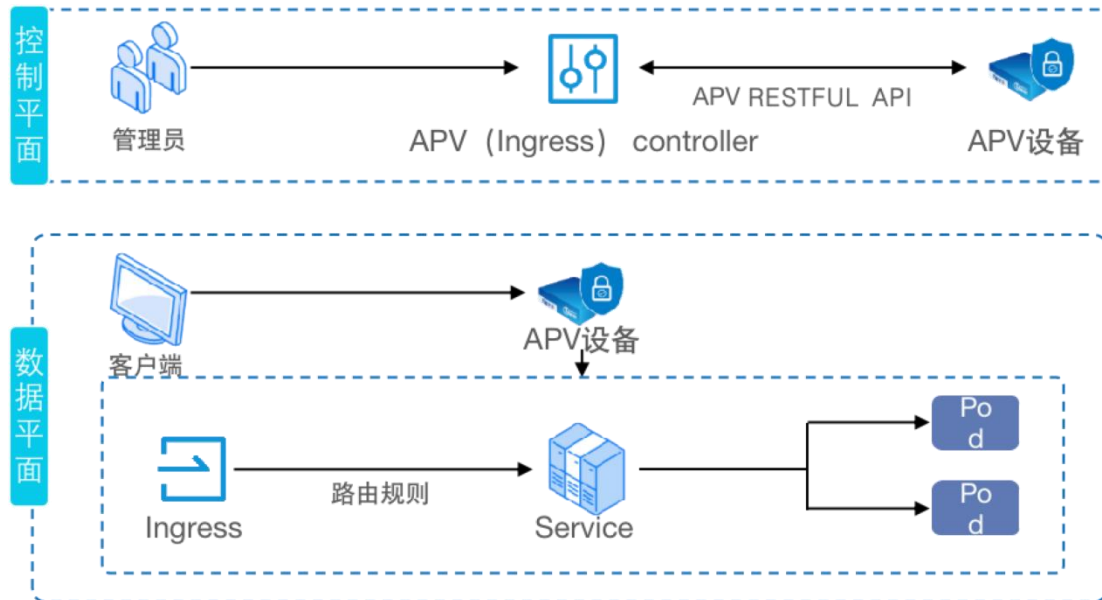 控制平面
管理员
APV（Ingress） controller
APV RESTFUL API
APV设备
数据平面
客户端
APV设备
Ingress
路由规则
Service
Po
d
Po
d